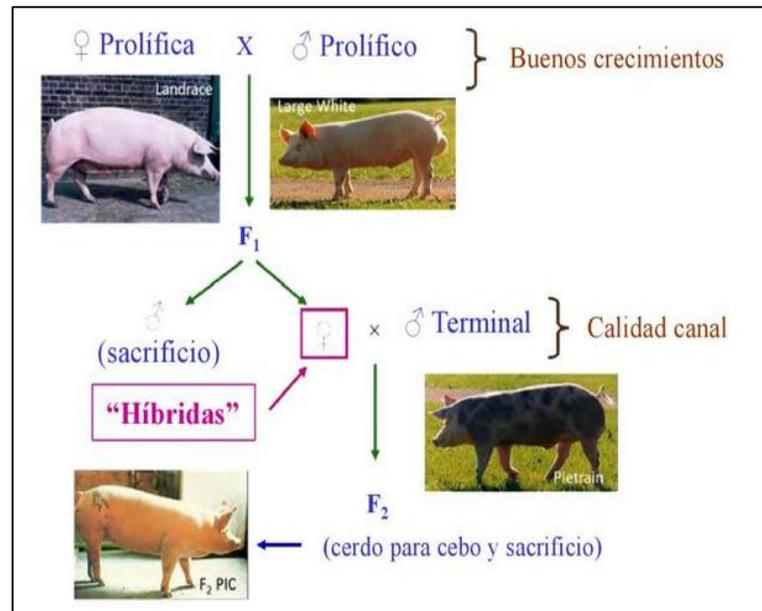 ♀ Prolífica X ♂ Prolífico } Buenos crecimientos
Landrace
Large White
F₁
♂
(sacrificio)
♀ × ♂ Terminal } Calidad canal
“Híbridas”
Pietrain
F₂
(cerdo para cebo y sacrificio)
F₂ PIC